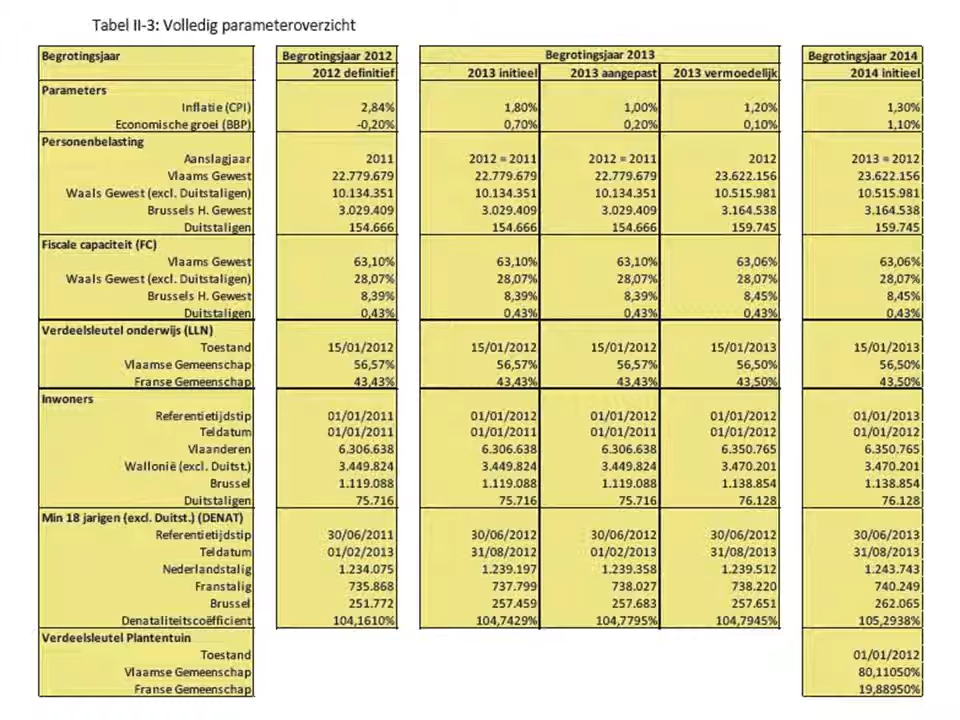 Tabel II-3: Volledig parameteroverzicht
Begrotingsjaar Begrotingsjaar 2012 Begrotingsjaar 2013 Begrotingsjaar 2014
2012 definitief 2013 initieel 2013 aangepast 2013 vermoedelijk 2014 initieel
Parameters
Inflatie (CPI) 2,84% 1,80% 1,00% 1,20% 1,30%
Economische groei (BBP) -0,20% 0,70% 0,20% 0,10% 1,10%
Personenbelasting
Aanslagjaar 2011 2012 = 2011 2012 = 2011 2012 2013 = 2012
Vlaams Gewest 22.779.679 22.779.679 22.779.679 23.622.156 23.622.156
Waals Gewest (excl. Duitstaligen) 10.134.351 10.134.351 10.134.351 10.515.981 10.515.981
Brussels H. Gewest 3.029.409 3.029.409 3.029.409 3.164.538 3.164.538
Duitstaligen 154.666 154.666 154.666 159.745 159.745
Fiscale capaciteit (FC)
Vlaams Gewest 63,10% 63,10% 63,10% 63,06% 63,06%
Waals Gewest (excl. Duitstaligen) 28,07% 28,07% 28,07% 28,07% 28,07%
Brussels H. Gewest 8,39% 8,39% 8,39% 8,45% 8,45%
Duitstaligen 0,43% 0,43% 0,43% 0,43% 0,43%
Verdeelsleutel onderwijs (LLN)
Toestand 15/01/2012 15/01/2012 15/01/2012 15/01/2013 15/01/2013
Vlaamse Gemeenschap 56,57% 56,57% 56,57% 56,50% 56,50%
Franse Gemeenschap 43,43% 43,43% 43,43% 43,50% 43,50%
Inwoners
Referentietijdstip 01/01/2011 01/01/2012 01/01/2012 01/01/2012 01/01/2013
Teldatum 01/01/2011 01/01/2011 01/01/2011 01/01/2012 01/01/2012
Vlaanderen 6.306.638 6.306.638 6.306.638 6.350.765 6.350.765
Wallonië (excl. Duitst.) 3.449.824 3.449.824 3.449.824 3.470.201 3.470.201
Brussel 1.119.088 1.119.088 1.119.088 1.138.854 1.138.854
Duitstaligen 75.716 75.716 75.716 76.128 76.128
Min 18 jarigen (excl. Duitst.) (DENAT)
Referentietijdstip 30/06/2011 30/06/2012 30/06/2012 30/06/2012 30/06/2013
Teldatum 01/02/2013 31/08/2012 01/02/2013 31/08/2013 31/08/2013
Nederlandstalig 1.234.075 1.239.197 1.239.358 1.239.512 1.243.743
Franstalig 735.868 737.799 738.027 738.220 740.249
Brussel 251.772 257.459 257.683 257.651 262.065
Denataliteitscoëfficient 104,1610% 104,7429% 104,7795% 104,7945% 105,2938%
Verdeelsleutel Plantentuin
Toestand 01/01/2012
Vlaamse Gemeenschap 80,11050%
Franse Gemeenschap 19,88950%